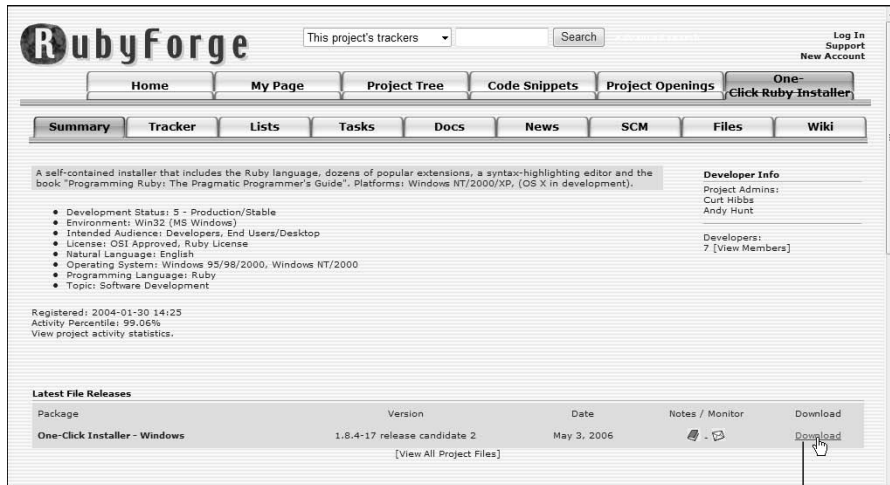 RubyForge
This project's trackers
Search
Log In
Support
New Account
Home
My Page
Project Tree
Code Snippets
Project Openings
One-
Click Ruby Installer
Summary
Tracker
Lists
Tasks
Docs
News
SCM
Files
Wiki
A self-contained installer that includes the Ruby language, dozens of popular extensions, a syntax-highlighting editor and the
book "Programming Ruby: The Pragmatic Programmer's Guide". Platforms: Windows NT/2000/XP, (OS X in development).
Development Status: 5 - Production/Stable
Environment: Win32 (MS Windows)
Intended Audience: Developers, End Users/Desktop
License: OSI Approved, Ruby License
Natural Language: English
Operating System: Windows 95/98/2000, Windows NT/2000
Programming Language: Ruby
Topic: Software Development
Registered: 2004-01-30 14:25
Activity Percentile: 99.06%
View project activity statistics.
Developer Info
Project Admins:
Curt Hibbs
Andy Hunt
Developers:
7 [View Members]
Latest File Releases
Package Version Date Notes / Monitor Download
One-Click Installer - Windows 1.8.4-17 release candidate 2 May 3, 2006 - Download
[View All Project Files]